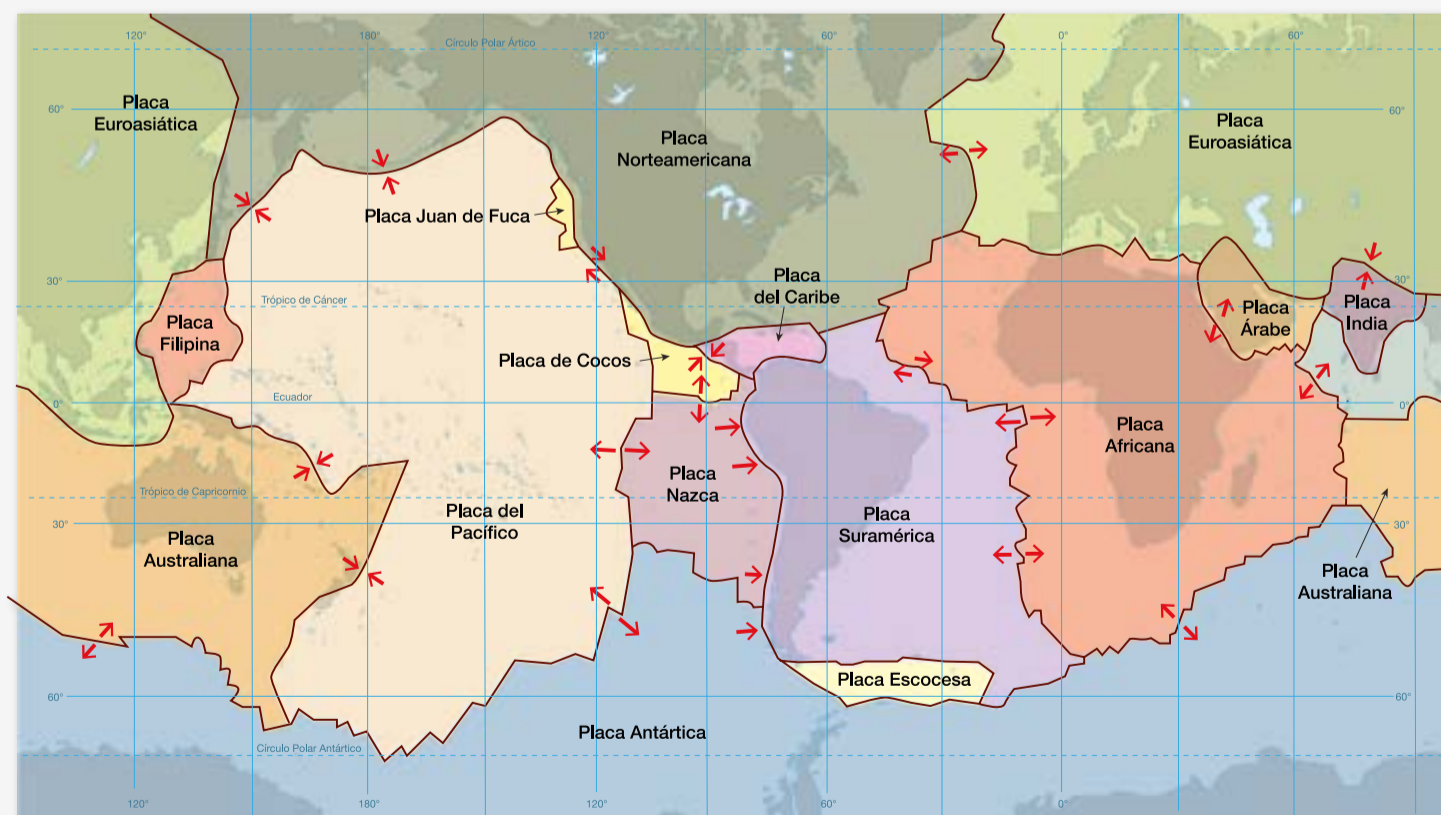 120°
180°
120°
60°
0°
60°
Círculo Polar Ártico
60°
60°
Placa
Euroasiática
Placa
Norteamericana
Placa
Euroasiática
Placa Juan de Fuca
30°
30°
Trópico de Cáncer
Placa
del Caribe
Placa
Filipina
Placa
Árabe
Placa
India
Placa de Cocos
Ecuador
0°
0°
Placa
Africana
Placa
Nazca
Trópico de Capricornio
Placa del
Pacífico
Placa
Suramérica
30°
30°
Placa
Australiana
Placa
Australiana
Placa Escocesa
60°
60°
Placa Antártica
Círculo Polar Antártico
120°
180°
120°
60°
0°
60°